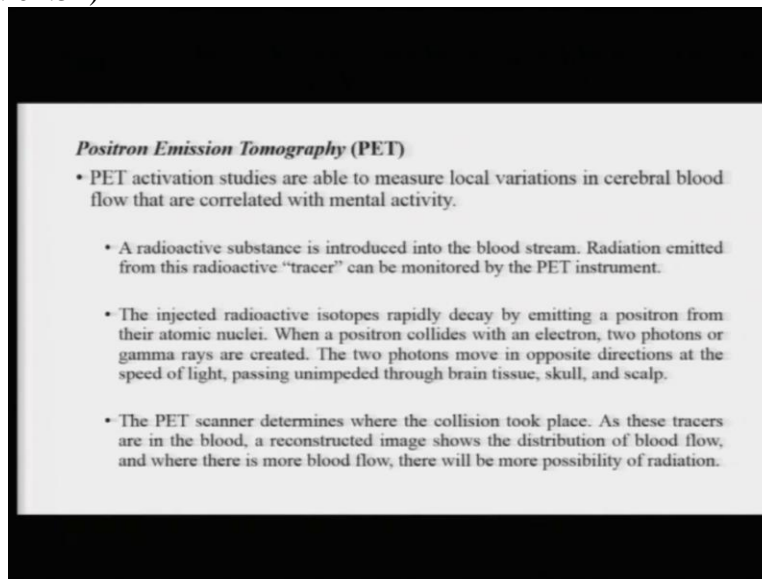 Positron Emission Tomography (PET)
• PET activation studies are able to measure local variations in cerebral blood
flow that are correlated with mental activity.
• A radioactive substance is introduced into the blood stream. Radiation emitted
from this radioactive “tracer” can be monitored by the PET instrument.
• The injected radioactive isotopes rapidly decay by emitting a positron from
their atomic nuclei. When a positron collides with an electron, two photons or
gamma rays are created. The two photons move in opposite directions at the
speed of light, passing unimpeded through brain tissue, skull, and scalp.
• The PET scanner determines where the collision took place. As these tracers
are in the blood, a reconstructed image shows the distribution of blood flow,
and where there is more blood flow, there will be more possibility of radiation.